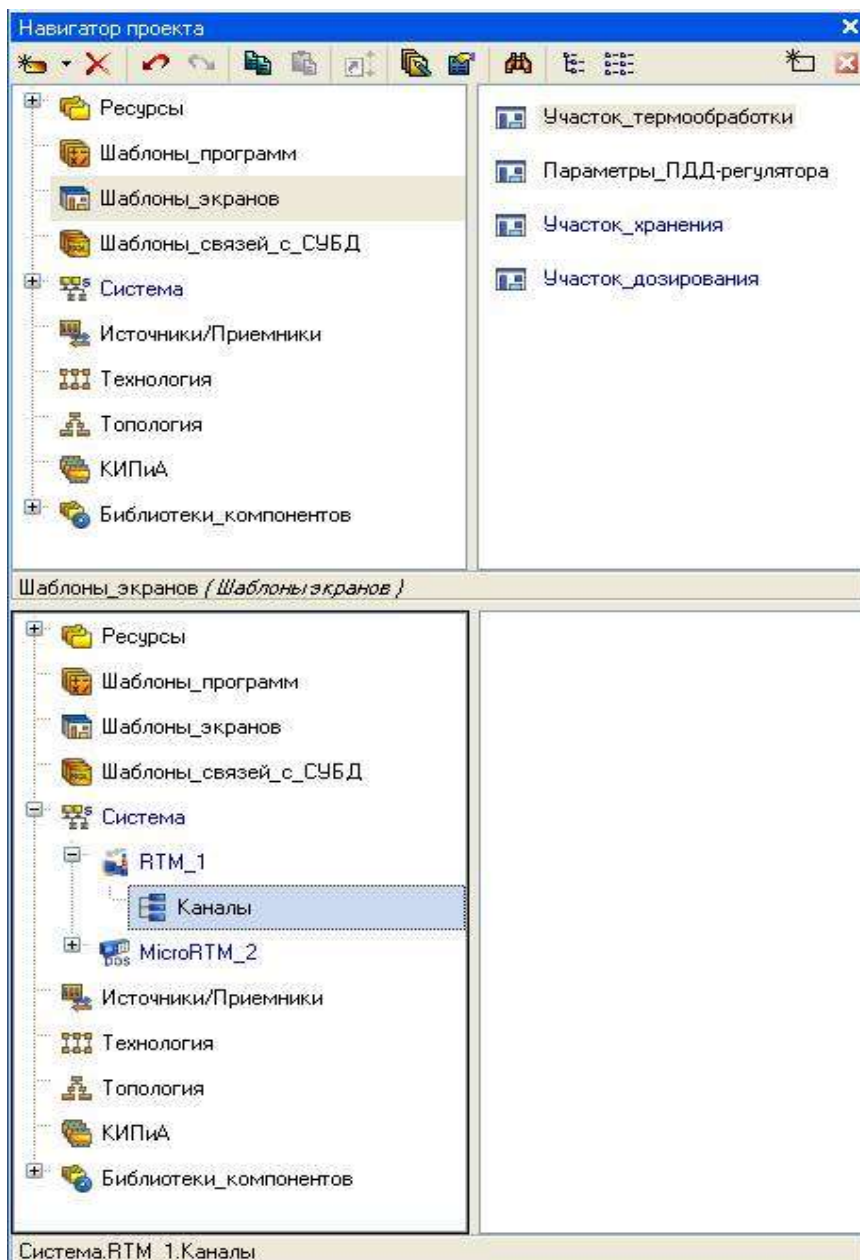 Навигатор проекта
Ресурсы
Шаблоны_программ
Шаблоны_экранов
Шаблоны_связей_с_СУБД
Система
Источники/Приемники
Технология
Топология
КИПиА
Библиотеки_компонентов
Участок_термообработки
Параметры_ПДД-регулятора
Участок_хранения
Участок_дозирования
Шаблоны_экранов ( Шаблоны экранов )
Ресурсы
Шаблоны_программ
Шаблоны_экранов
Шаблоны_связей_с_СУБД
Система
RTM_1
Каналы
MicroRTM_2
Источники/Приемники
Технология
Топология
КИПиА
Библиотеки_компонентов
Система.RTM_1.Каналы